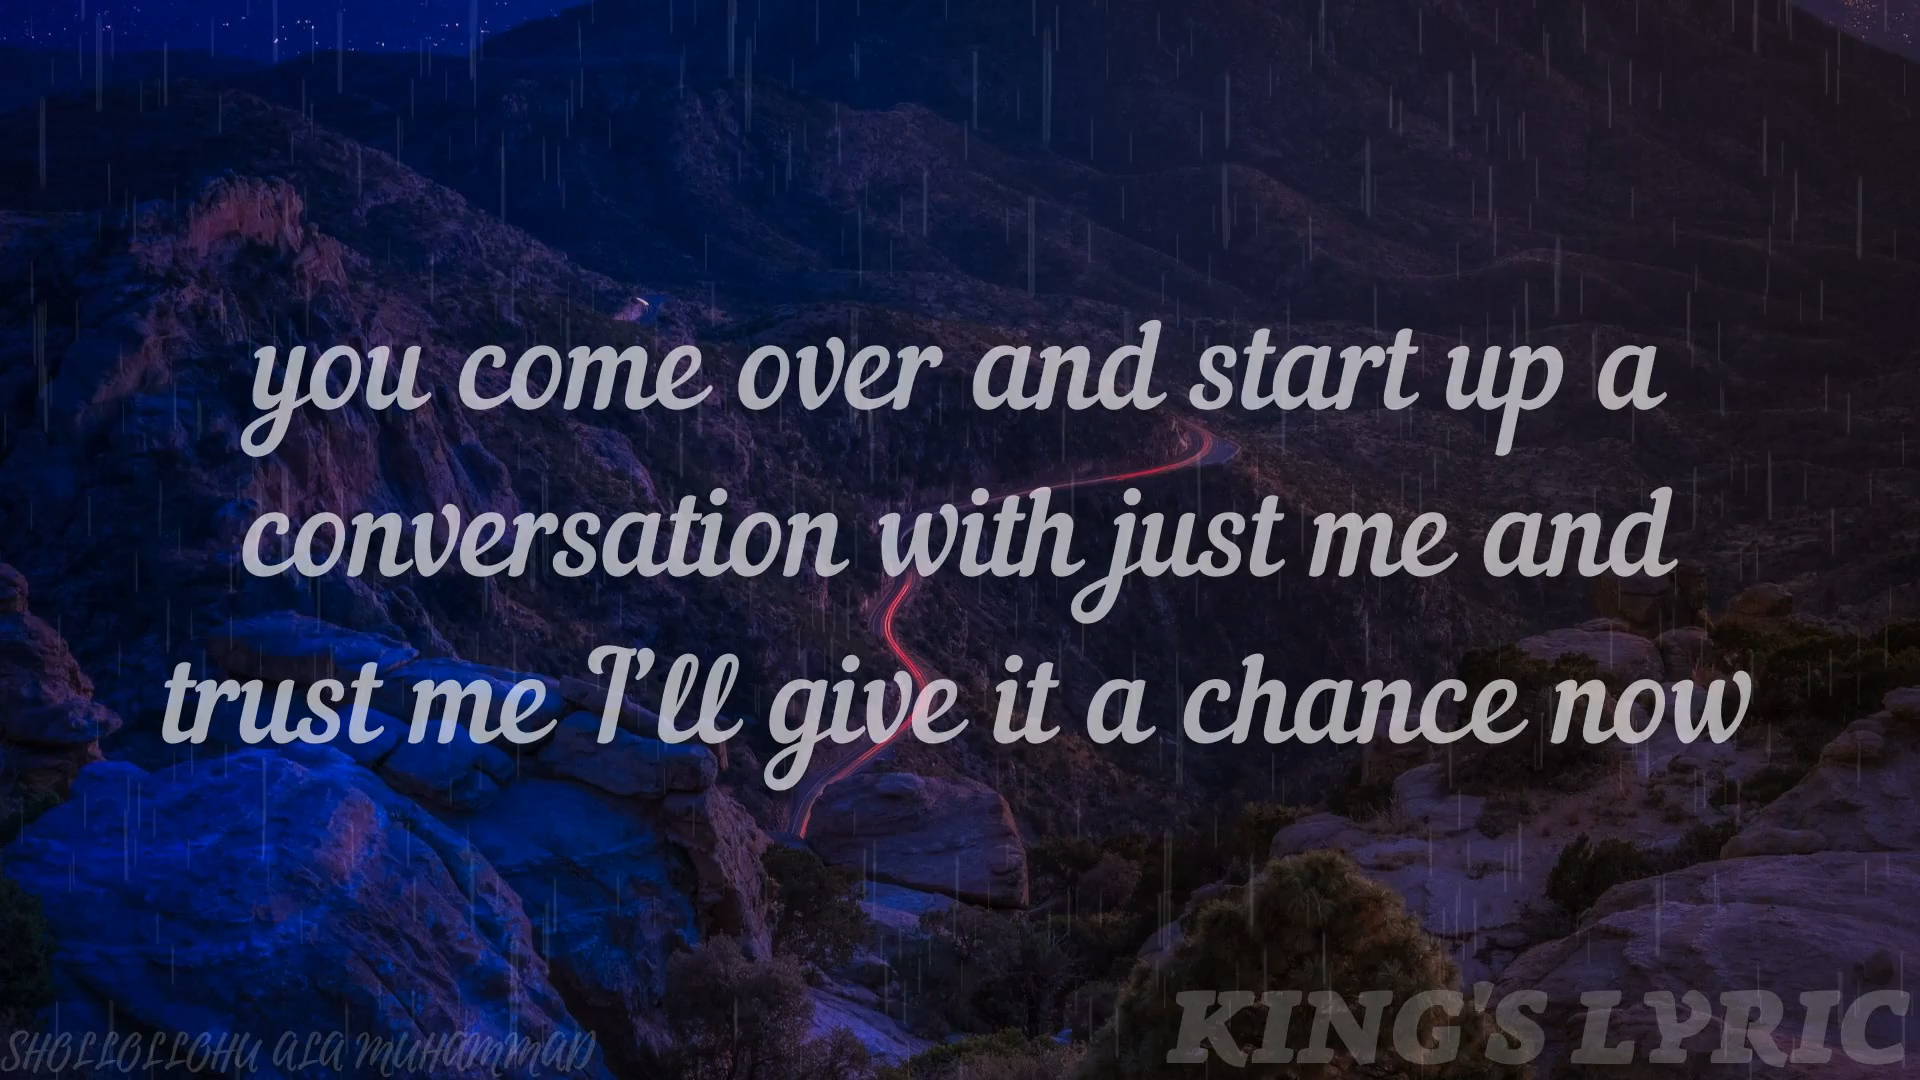 you come over and start up a
conversation with just me and
trust me I'll give it a chance now
SHOLLOLLOHU ALA MUHAMMAD
KING'S LYRIC